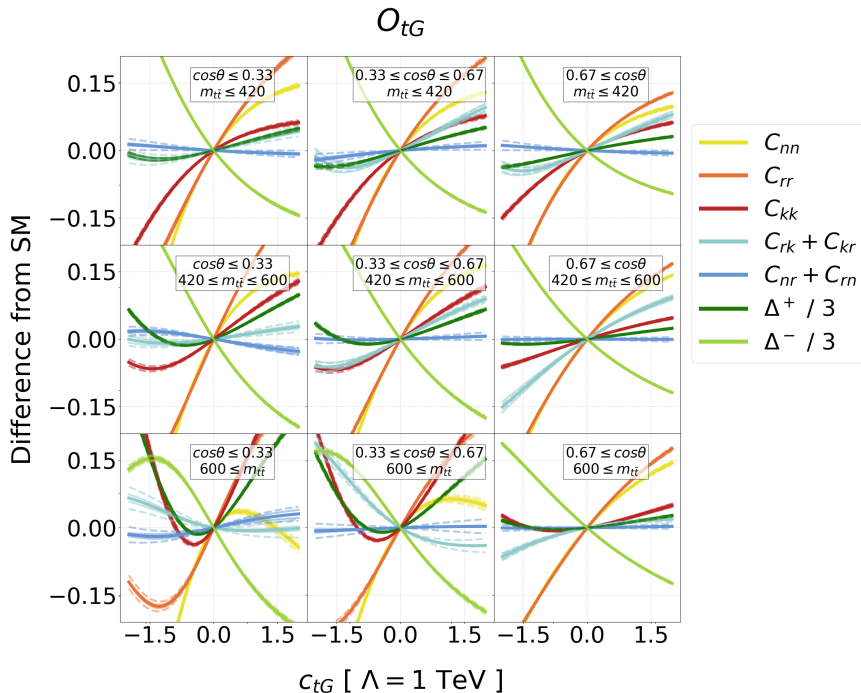 O_{tG}
Difference from SM
0.15
0.00
−0.15
cosθ ≤ 0.33
m_{tt̄} ≤ 420
0.33 ≤ cosθ ≤ 0.67
m_{tt̄} ≤ 420
0.67 ≤ cosθ
m_{tt̄} ≤ 420
0.15
0.00
−0.15
cosθ ≤ 0.33
420 ≤ m_{tt̄} ≤ 600
0.33 ≤ cosθ ≤ 0.67
420 ≤ m_{tt̄} ≤ 600
0.67 ≤ cosθ
420 ≤ m_{tt̄} ≤ 600
0.15
0.00
−0.15
cosθ ≤ 0.33
600 ≤ m_{tt̄}
0.33 ≤ cosθ ≤ 0.67
600 ≤ m_{tt̄}
0.67 ≤ cosθ
600 ≤ m_{tt̄}
−1.5 0.0 1.5
−1.5 0.0 1.5
−1.5 0.0 1.5
c_{tG} [ Λ = 1 TeV ]
C_{nn}
C_{rr}
C_{kk}
C_{rk} + C_{kr}
C_{nr} + C_{rn}
Δ⁺ / 3
Δ⁻ / 3